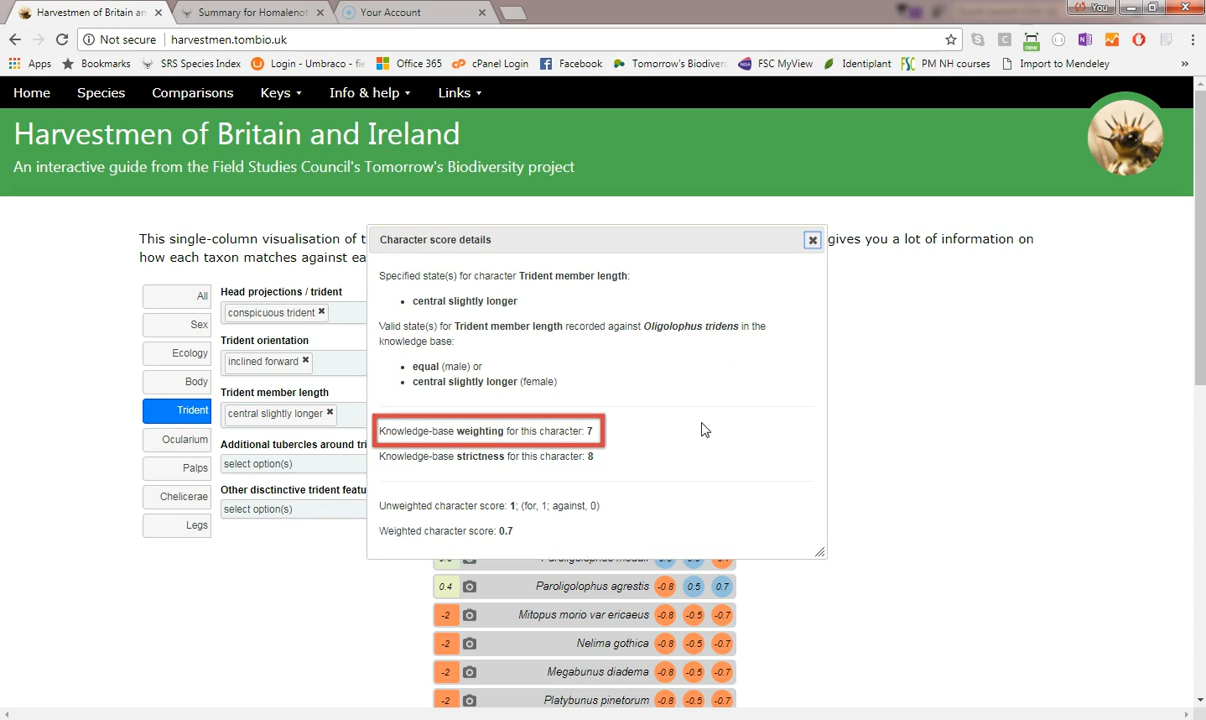 Harvestmen of Britain an
Summary for Homalenot
Your Account
You
Not secure
harvestmen.tombio.uk
new
Apps
Bookmarks
SRS Species Index
Login - Umbraco - fie
Office 365
cPanel Login
Facebook
Tomorrow's Biodivers
FSC MyView
Identiplant
PM NH courses
Import to Mendeley
»
Home Species Comparisons Keys Info & help Links
Harvestmen of Britain and Ireland
An interactive guide from the Field Studies Council's Tomorrow's Biodiversity project
This single-column visualisation of t
gives you a lot of information on
how each taxon matches against ea
All
Sex
Ecology
Body
Trident
Ocularium
Palps
Chelicerae
Legs
Head projections / trident
conspicuous trident
Trident orientation
inclined forward
Trident member length
central slightly longer
Additional tubercles around tri
select option(s)
Other disctinctive trident featu
select option(s)
Character score details
Specified state(s) for character Trident member length:
• central slightly longer
Valid state(s) for Trident member length recorded against Oligolophus tridens in the
knowledge base:
• equal (male) or
• central slightly longer (female)
Knowledge-base weighting for this character: 7
Knowledge-base strictness for this character: 8
Unweighted character score: 1; (for, 1; against, 0)
Weighted character score: 0.7
0.4 Paroligolophus agrestis -0.8 0.5 0.7
-2 Mitopus morio var ericaeus -0.8 -0.5 -0.7
-2 Nelima gothica -0.8 -0.5 -0.7
-2 Megabunus diadema -0.8 -0.5 -0.7
-2 Platybunus pinetorum -0.8 -0.5 -0.7